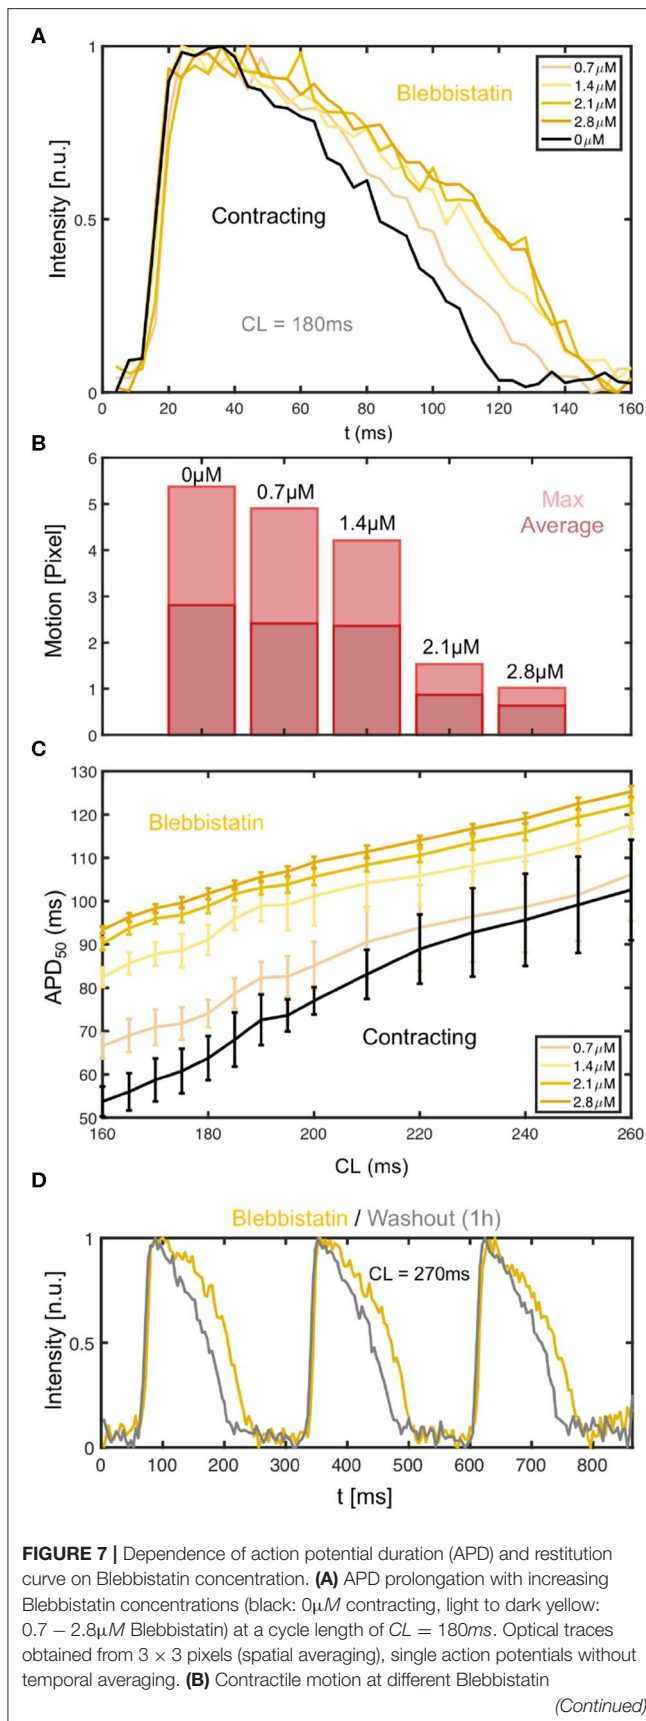 A
1
0.5
0
Intensity [n.u.]
Blebbistatin
Contracting
CL = 180ms
0.7μM
1.4μM
2.1μM
2.8μM
0μM
0 20 40 60 80 100 120 140 160
t (ms)
B
6
5
4
3
2
1
0
Motion [Pixel]
0μM
0.7μM
1.4μM
2.1μM
2.8μM
Max
Average
C
130
120
110
100
90
80
70
60
50
APD50 (ms)
Blebbistatin
Contracting
0.7μM
1.4μM
2.1μM
2.8μM
160 180 200 220 240 260
CL (ms)
D
Blebbistatin / Washout (1h)
1
0.5
0
Intensity [n.u.]
CL = 270ms
0 100 200 300 400 500 600 700 800
t [ms]
FIGURE 7 | Dependence of action potential duration (APD) and restitution
curve on Blebbistatin concentration. (A) APD prolongation with increasing
Blebbistatin concentrations (black: 0μM contracting, light to dark yellow:
0.7 − 2.8μM Blebbistatin) at a cycle length of CL = 180ms. Optical traces
obtained from 3 × 3 pixels (spatial averaging), single action potentials without
temporal averaging. (B) Contractile motion at different Blebbistatin
(Continued)